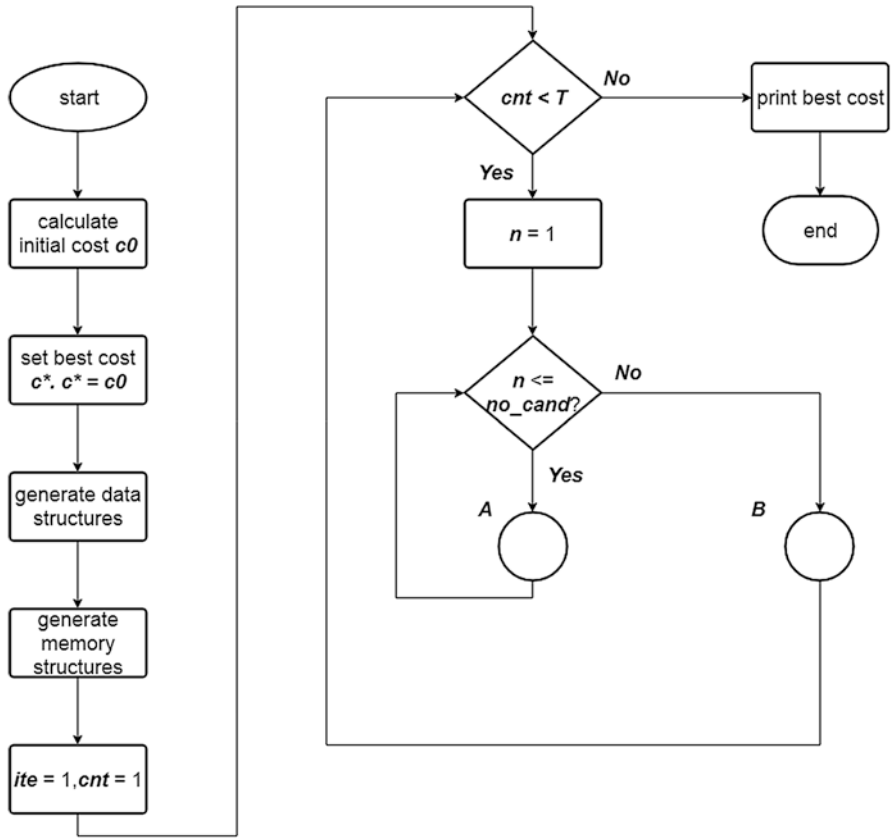 start
calculate
initial cost c0
set best cost
c*. c* = c0
generate data
structures
generate
memory
structures
ite = 1,cnt = 1
cnt < T
No
print best cost
end
Yes
n = 1
n <=
no_cand?
No
Yes
A
B